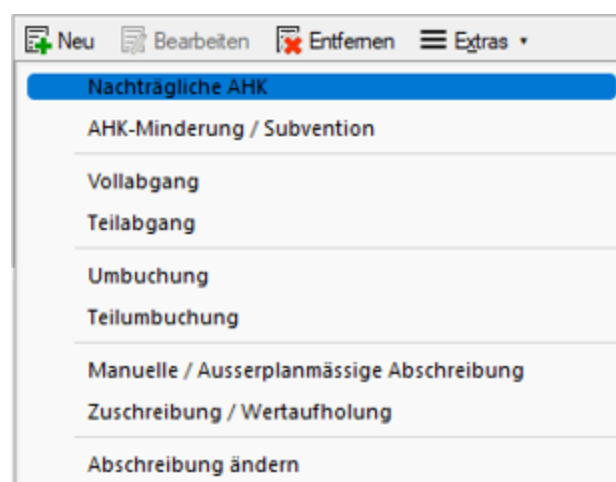 Neu Bearbeiten Entfernen Extras
Nachträgliche AHK
AHK-Minderung / Subvention
Vollabgang
Teilabgang
Umbuchung
Teilumbuchung
Manuelle / Ausserplanmässige Abschreibung
Zuschreibung / Wertaufholung
Abschreibung ändern